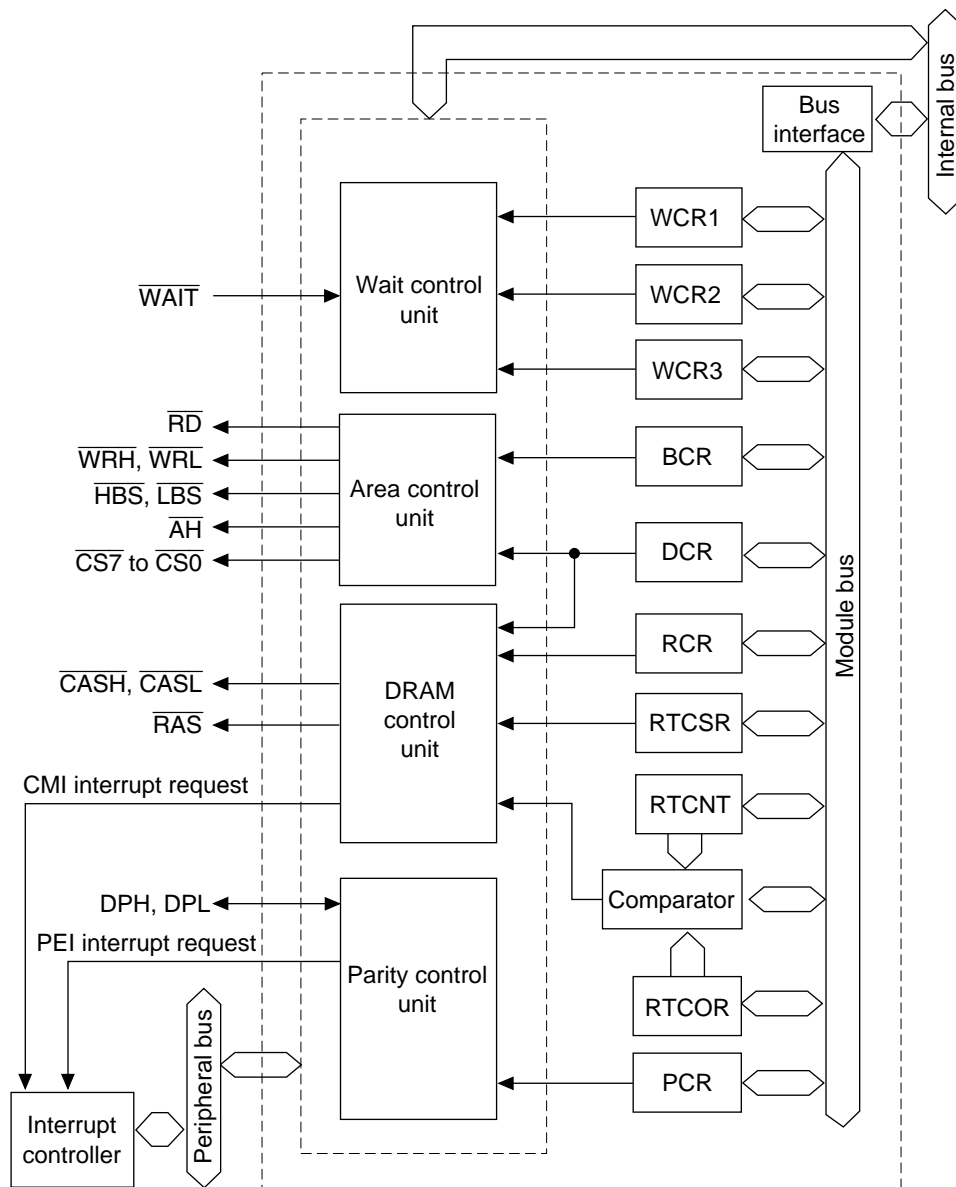 Bus
interface
Internal bus
WCR1
Wait control
unit
WAIT
WCR2
WCR3
RD
WRH, WRL
HBS, LBS
AH
CS7 to CS0
Area control
unit
BCR
DCR
Module bus
RCR
DRAM
control
unit
CASH, CASL
RAS
RTCSR
CMI interrupt request
RTCNT
DPH, DPL
Comparator
PEI interrupt request
Parity control
unit
RTCOR
Peripheral bus
PCR
Interrupt
controller